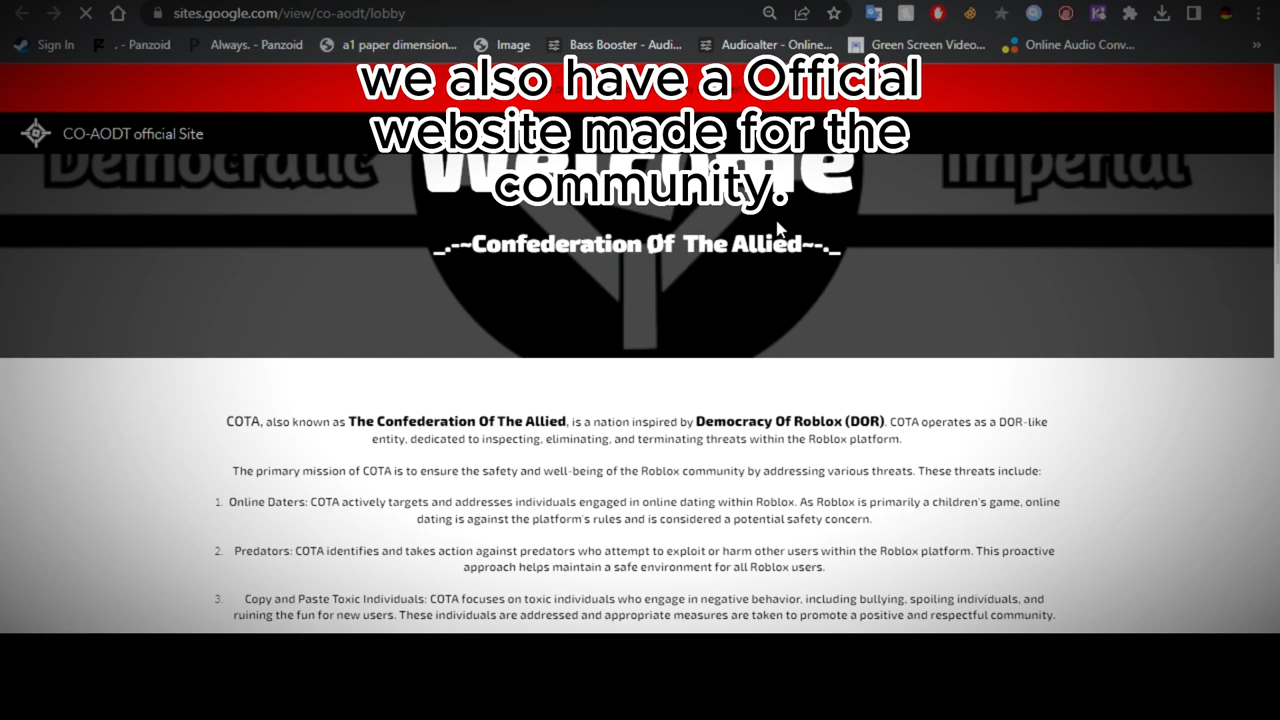 sites.google.com/view/co-aodt/lobby
Sign In . - Panzoid Always. - Panzoid a1 paper dimension... Image Bass Booster - Audi... Audioalter - Online... Green Screen Video... Online Audio Conv... »
we also have a Official
website made for the
community.
CO-AODT official Site
Democratic Welcome Imperial
_.-~Confederation Of The Allied~-._
COTA, also known as The Confederation Of The Allied, is a nation inspired by Democracy Of Roblox (DOR). COTA operates as a DOR-like
entity, dedicated to inspecting, eliminating, and terminating threats within the Roblox platform.
The primary mission of COTA is to ensure the safety and well-being of the Roblox community by addressing various threats. These threats include:
1. Online Daters: COTA actively targets and addresses individuals engaged in online dating within Roblox. As Roblox is primarily a children's game, online
dating is against the platform's rules and is considered a potential safety concern.
2. Predators: COTA identifies and takes action against predators who attempt to exploit or harm other users within the Roblox platform. This proactive
approach helps maintain a safe environment for all Roblox users.
3. Copy and Paste Toxic Individuals: COTA focuses on toxic individuals who engage in negative behavior, including bullying, spoiling individuals, and
ruining the fun for new users. These individuals are addressed and appropriate measures are taken to promote a positive and respectful community.